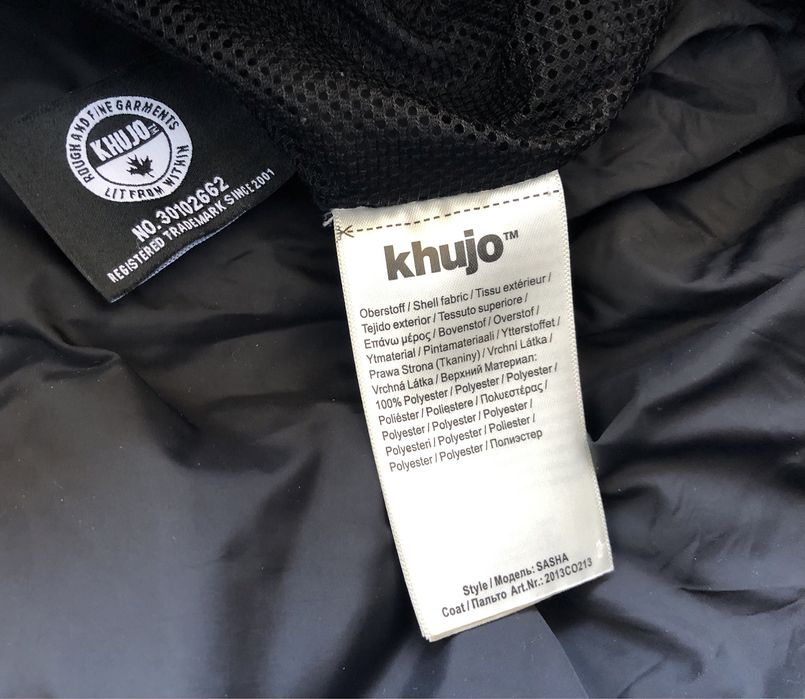 ROUGH AND FINE GARMENTS
KHUJO™
LIT FROM WITHIN
NO. 30102662
REGISTERED TRADEMARK SINCE 2001
khujo™
Oberstoff / Shell fabric / Tissu extérieur /
Tejido exterior / Tessuto superiore /
Επάνω μέρος / Bovenstof / Overstof /
Ytmaterial / Pintamateriaali / Ytterstoffet /
Prawa Strona (Tkaniny) / Vrchní Látka /
Vrchná Látka / Верхний Материал:
100% Polyester / Polyester / Polyester /
Poliéster / Poliestere / Πολυεστέρας /
Polyester / Polyester / Polyester /
Polyesteri / Polyester / Poliester /
Polyester / Polyester / Полиэстер
Style / Модель: SASHA
Coat / Пальто Art.Nr.: 2013CO213